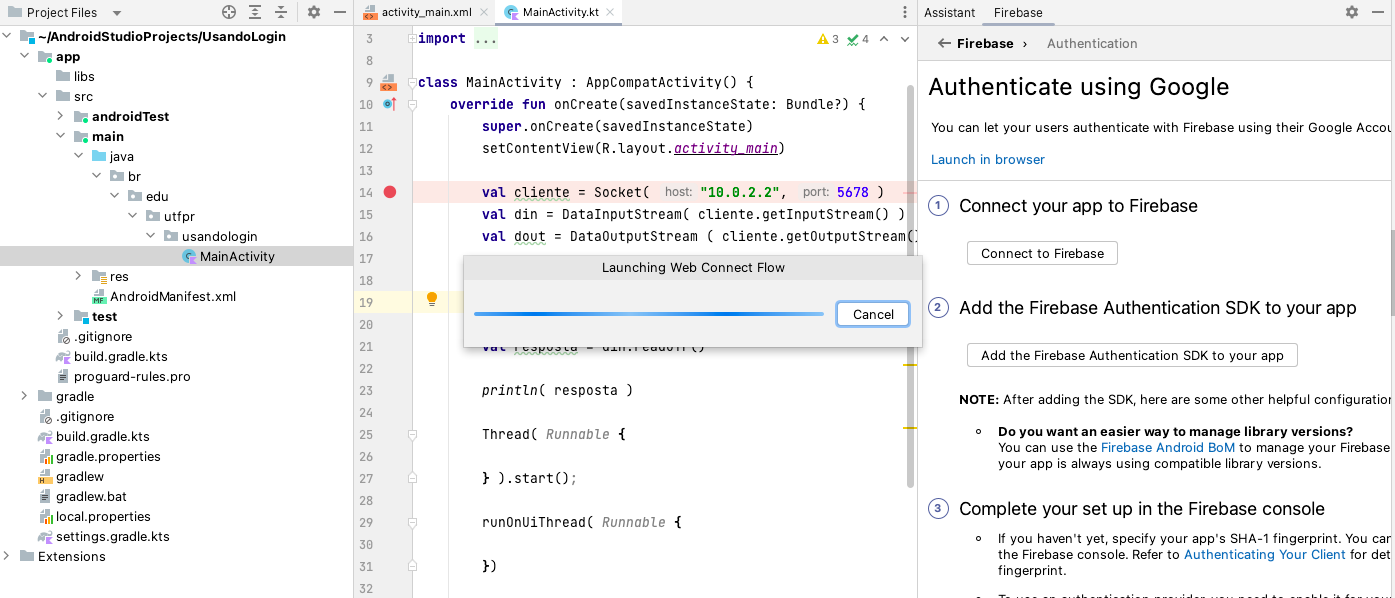 Project Files
~/AndroidStudioProjects/UsandoLogin
app
libs
src
androidTest
main
java
br
edu
utfpr
usandologin
MainActivity
res
AndroidManifest.xml
test
.gitignore
build.gradle.kts
proguard-rules.pro
gradle
.gitignore
build.gradle.kts
gradle.properties
gradlew
gradlew.bat
local.properties
settings.gradle.kts
Extensions
activity_main.xml
MainActivity.kt
3 import ...
3 4
8
9 class MainActivity : AppCompatActivity() {
10 override fun onCreate(savedInstanceState: Bundle?) {
11 super.onCreate(savedInstanceState)
12 setContentView(R.layout.activity_main)
13
14 val cliente = Socket( host: "10.0.2.2", port: 5678 )
15 val din = DataInputStream( cliente.getInputStream() )
16 val dout = DataOutputStream ( cliente.getOutputStream()
17
18
19
20
21 val resposta = din.readUTF()
22
23 println( resposta )
24
25 Thread( Runnable {
26
27 } ).start();
28
29 runOnUiThread( Runnable {
30
31 })
32
Launching Web Connect Flow
Cancel
Assistant Firebase
Firebase › Authentication
Authenticate using Google
You can let your users authenticate with Firebase using their Google Accou
Launch in browser
1 Connect your app to Firebase
Connect to Firebase
2 Add the Firebase Authentication SDK to your app
Add the Firebase Authentication SDK to your app
NOTE: After adding the SDK, here are some other helpful configuration
Do you want an easier way to manage library versions?
You can use the Firebase Android BoM to manage your Firebase
your app is always using compatible library versions.
3 Complete your set up in the Firebase console
If you haven't yet, specify your app's SHA-1 fingerprint. You can
the Firebase console. Refer to Authenticating Your Client for det
fingerprint.